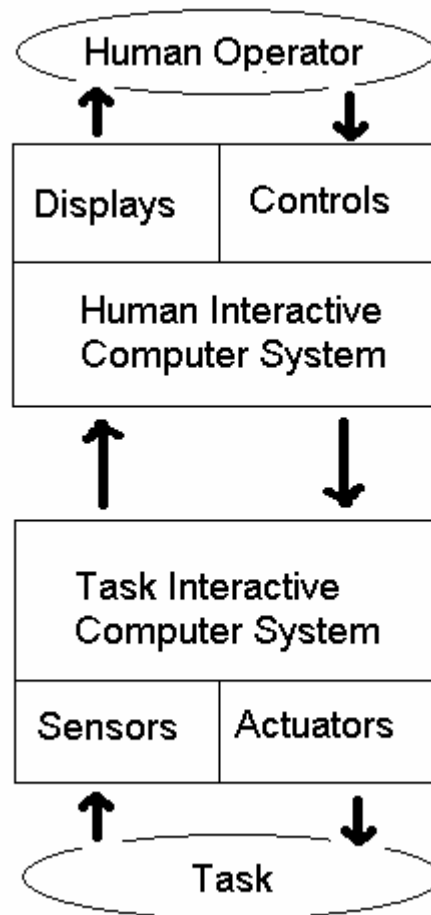 Human Operator
Displays
Controls
Human Interactive
Computer System
Task Interactive
Computer System
Sensors
Actuators
Task